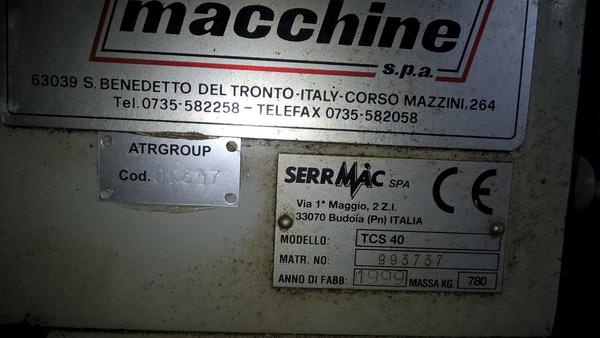 macchine
s.p.a.
63039 S. BENEDETTO DEL TRONTO-ITALY-CORSO MAZZINI, 264
Tel. 0735-582258 - TELEFAX 0735-582058
ATRGROUP
Cod.
SERRMAC SPA
CE
Via 1° Maggio, 2 Z.I.
33070 Budoia (Pn) ITALIA
MODELLO: TCS 40
MATR. NO: 993737
ANNO DI FABB: 1999 MASSA KG. 780